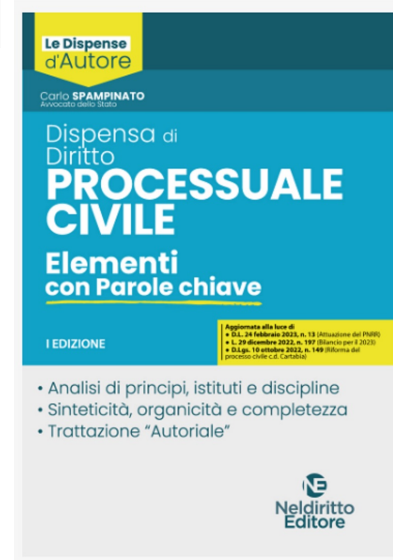 Le Dispense
d'Autore
Carlo SPAMPINATO
Avvocato dello Stato
Dispensa di
Diritto
PROCESSUALE
CIVILE
Elementi
con Parole chiave
I EDIZIONE
Aggiornata alla luce di
• D.L. 24 febbraio 2023, n. 13 (Attuazione del PNRR)
• L. 29 dicembre 2022, n. 197 (Bilancio per il 2023)
• D.Lgs. 10 ottobre 2022, n. 149 (Riforma del
processo civile c.d. Cartabia)
• Analisi di principi, istituti e discipline
• Sinteticità, organicità e completezza
• Trattazione “Autoriale”
NE
Neldiritto
Editore